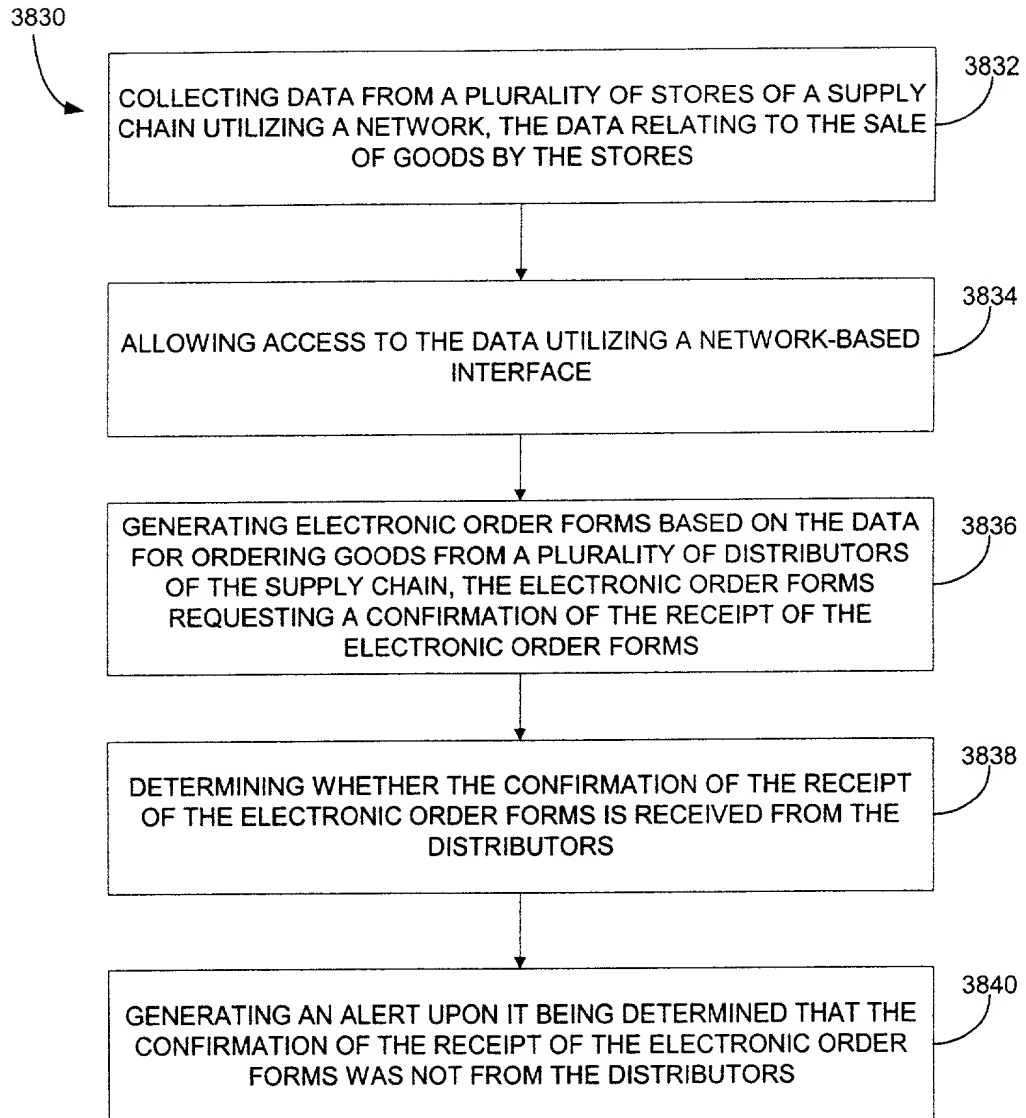 3830
COLLECTING DATA FROM A PLURALITY OF STORES OF A SUPPLY
CHAIN UTILIZING A NETWORK, THE DATA RELATING TO THE SALE
OF GOODS BY THE STORES
3832
ALLOWING ACCESS TO THE DATA UTILIZING A NETWORK-BASED
INTERFACE
3834
GENERATING ELECTRONIC ORDER FORMS BASED ON THE DATA
FOR ORDERING GOODS FROM A PLURALITY OF DISTRIBUTORS
OF THE SUPPLY CHAIN, THE ELECTRONIC ORDER FORMS
REQUESTING A CONFIRMATION OF THE RECEIPT OF THE
ELECTRONIC ORDER FORMS
3836
DETERMINING WHETHER THE CONFIRMATION OF THE RECEIPT
OF THE ELECTRONIC ORDER FORMS IS RECEIVED FROM THE
DISTRIBUTORS
3838
GENERATING AN ALERT UPON IT BEING DETERMINED THAT THE
CONFIRMATION OF THE RECEIPT OF THE ELECTRONIC ORDER
FORMS WAS NOT FROM THE DISTRIBUTORS
3840